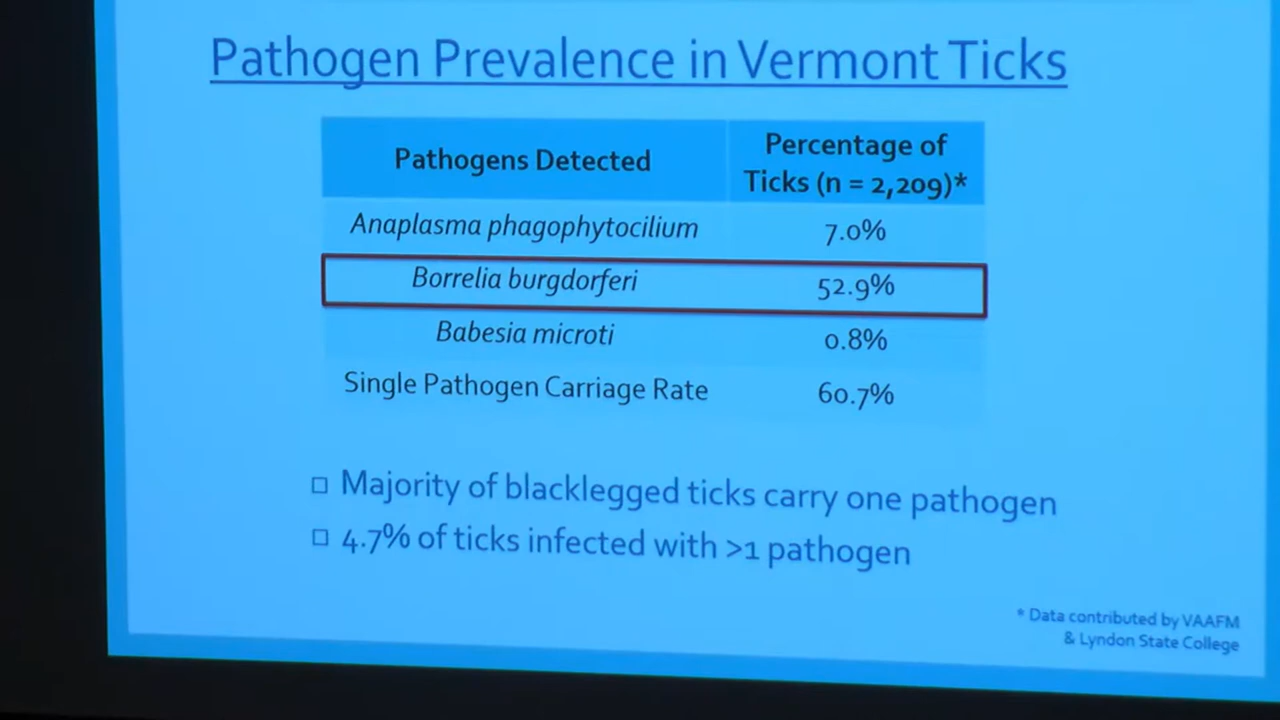 Pathogen Prevalence in Vermont Ticks
Pathogens Detected
Percentage of
Ticks (n = 2,209)*
Anaplasma phagophytocilium
7.0%
Borrelia burgdorferi
52.9%
Babesia microti
0.8%
Single Pathogen Carriage Rate
60.7%
Majority of blacklegged ticks carry one pathogen
4.7% of ticks infected with >1 pathogen
* Data contributed by VAAFM
& Lyndon State College